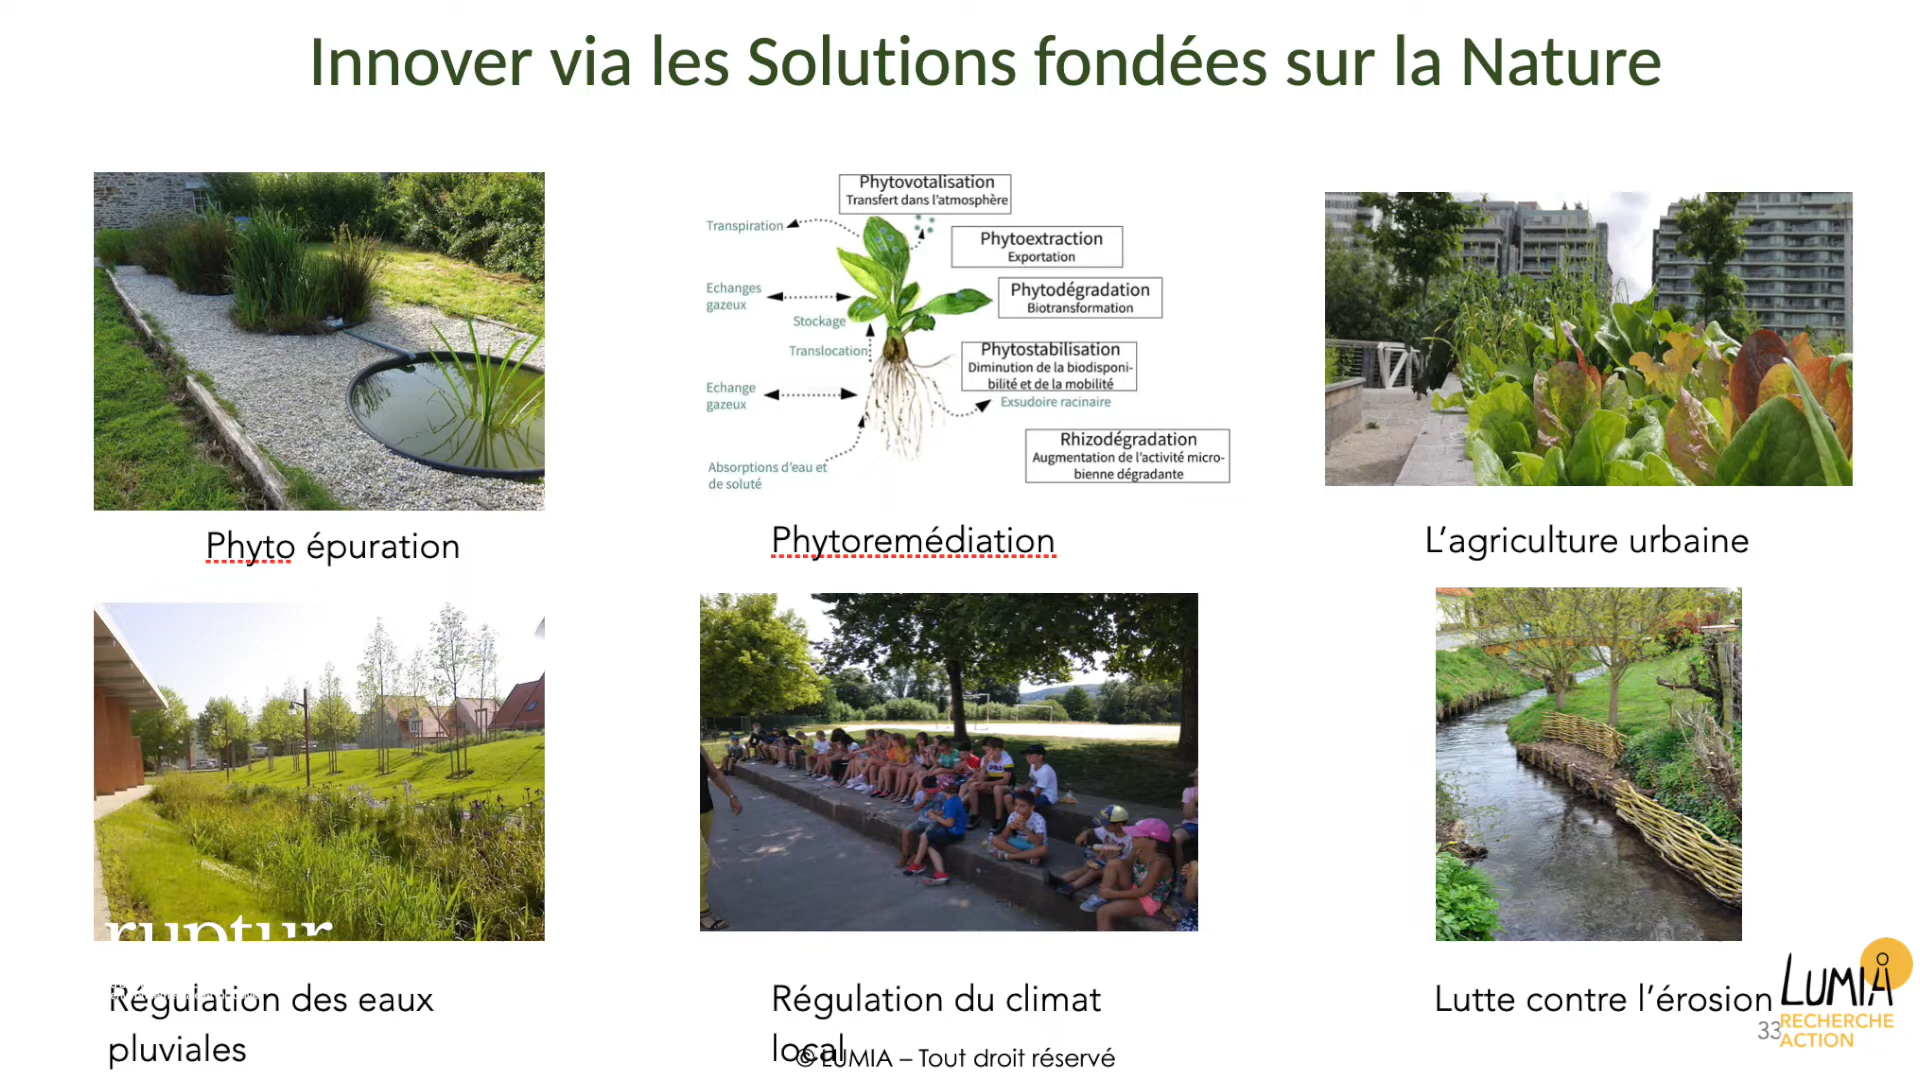 Innover via les Solutions fondées sur la Nature
Phytovotalisation
Transfert dans l'atmosphère
Transpiration
Phytoextraction
Exportation
Echanges
gazeux
Phytodégradation
Biotransformation
Stockage
Translocation
Phytostabilisation
Diminution de la biodisponi-
bilité et de la mobilité
Echange
gazeux
Exsudoire racinaire
Rhizodégradation
Augmentation de l'activité micro-
bienne dégradante
Absorptions d'eau et
de soluté
Phyto épuration
Phytoremédiation
L'agriculture urbaine
ruptur
Régulation des eaux
pluviales
Régulation du climat
local
Lutte contre l'érosion
LUMIA
RECHERCHE
ACTION
33
© LUMIA – Tout droit réservé